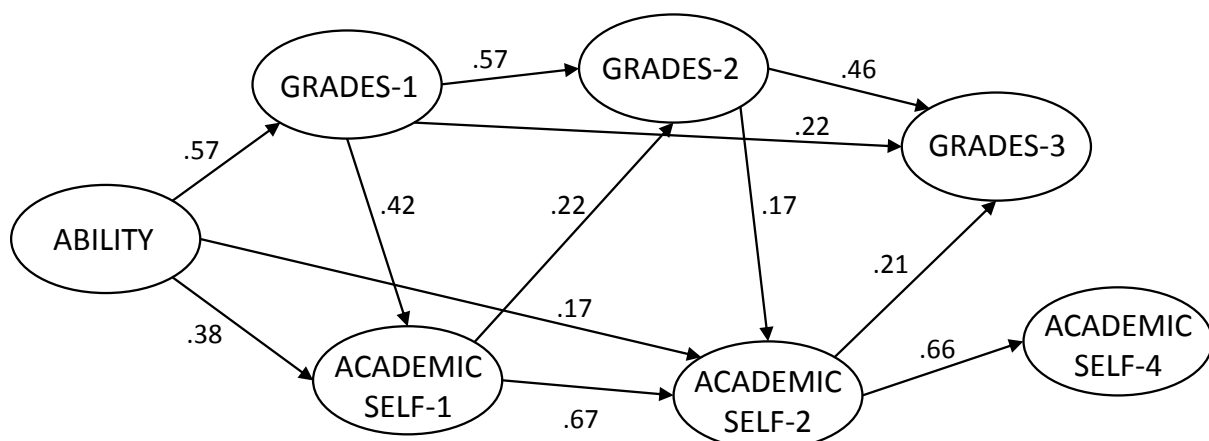 GRADES-1
.57
GRADES-2
.46
GRADES-3
.22
.57
.42
.22
.17
ABILITY
.38
.17
.21
ACADEMIC
SELF-1
.67
ACADEMIC
SELF-2
.66
ACADEMIC
SELF-4